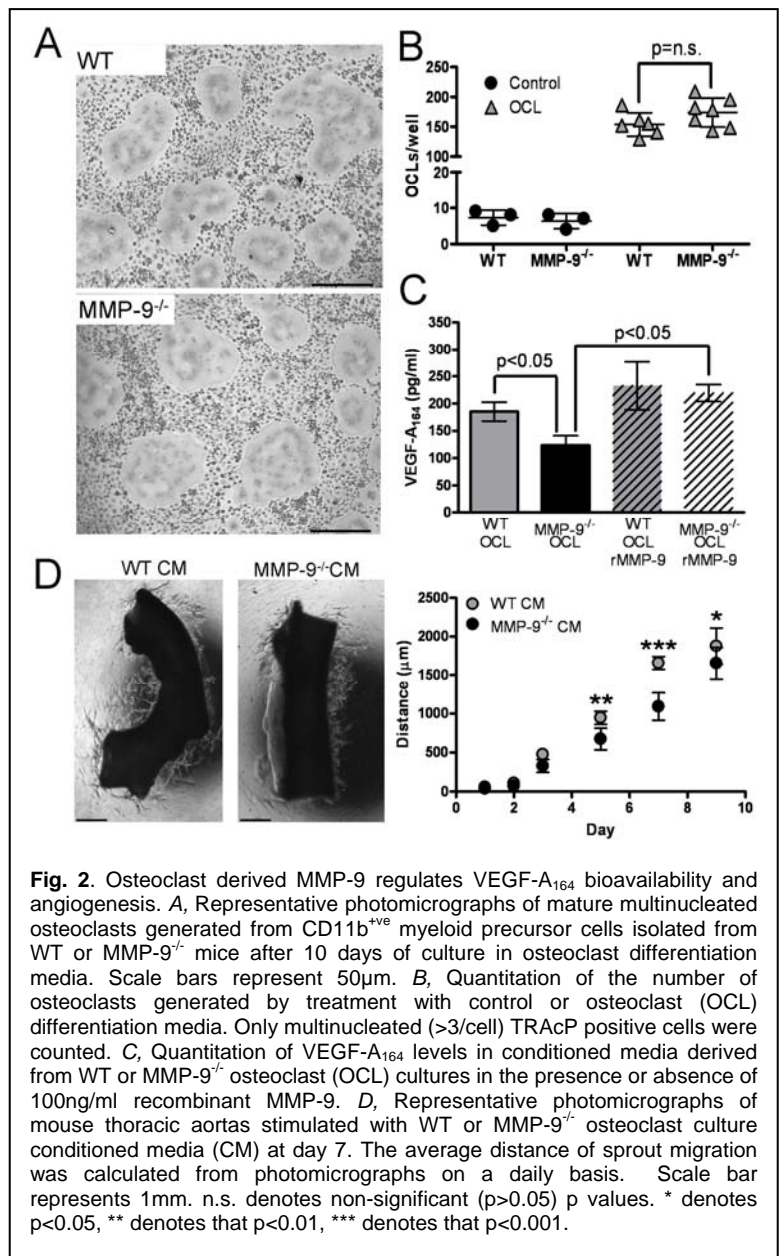 A
WT
MMP-9-/-
B
Control
OCL
p=n.s.
OCLs/well
250
200
150
100
20
10
0
WT
MMP-9-/-
WT
MMP-9-/-
C
VEGF-A164 (pg/ml)
350
300
250
200
150
100
50
0
p<0.05
p<0.05
WT
OCL
MMP-9-/-
OCL
WT
OCL
rMMP-9
MMP-9-/-
OCL
rMMP-9
D
WT CM
MMP-9-/-CM
WT CM
MMP-9-/- CM
Distance (µm)
2500
2000
1500
1000
500
0
**
***
*
0
2
4
6
8
10
Day
Fig. 2. Osteoclast derived MMP-9 regulates VEGF-A164 bioavailability and
angiogenesis. A, Representative photomicrographs of mature multinucleated
osteoclasts generated from CD11b+ve myeloid precursor cells isolated from
WT or MMP-9-/- mice after 10 days of culture in osteoclast differentiation
media. Scale bars represent 50µm. B, Quantitation of the number of
osteoclasts generated by treatment with control or osteoclast (OCL)
differentiation media. Only multinucleated (>3/cell) TRAcP positive cells were
counted. C, Quantitation of VEGF-A164 levels in conditioned media derived
from WT or MMP-9-/- osteoclast (OCL) cultures in the presence or absence of
100ng/ml recombinant MMP-9. D, Representative photomicrographs of
mouse thoracic aortas stimulated with WT or MMP-9-/- osteoclast culture
conditioned media (CM) at day 7. The average distance of sprout migration
was calculated from photomicrographs on a daily basis. Scale bar
represents 1mm. n.s. denotes non-significant (p>0.05) p values. * denotes
p<0.05, ** denotes that p<0.01, *** denotes that p<0.001.